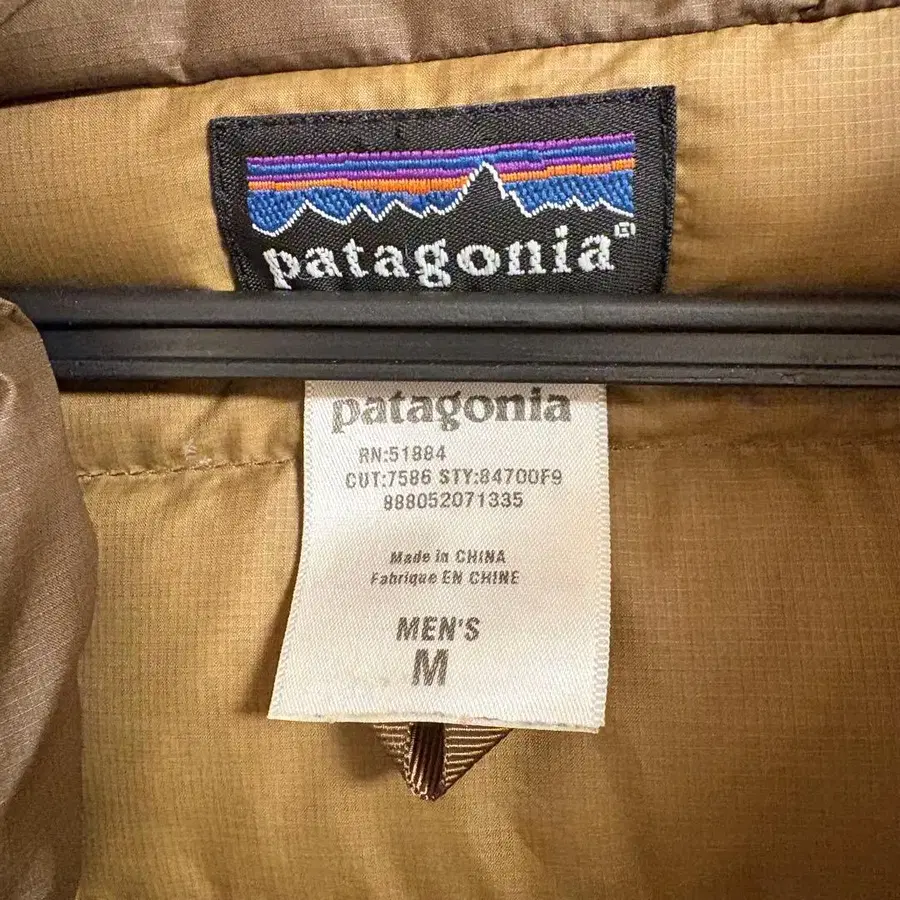 patagonia®
patagonia
RN:51884
CUT:7586 STY:84700F9
888052071335
Made in CHINA
Fabrique EN CHINE
MEN'S
M